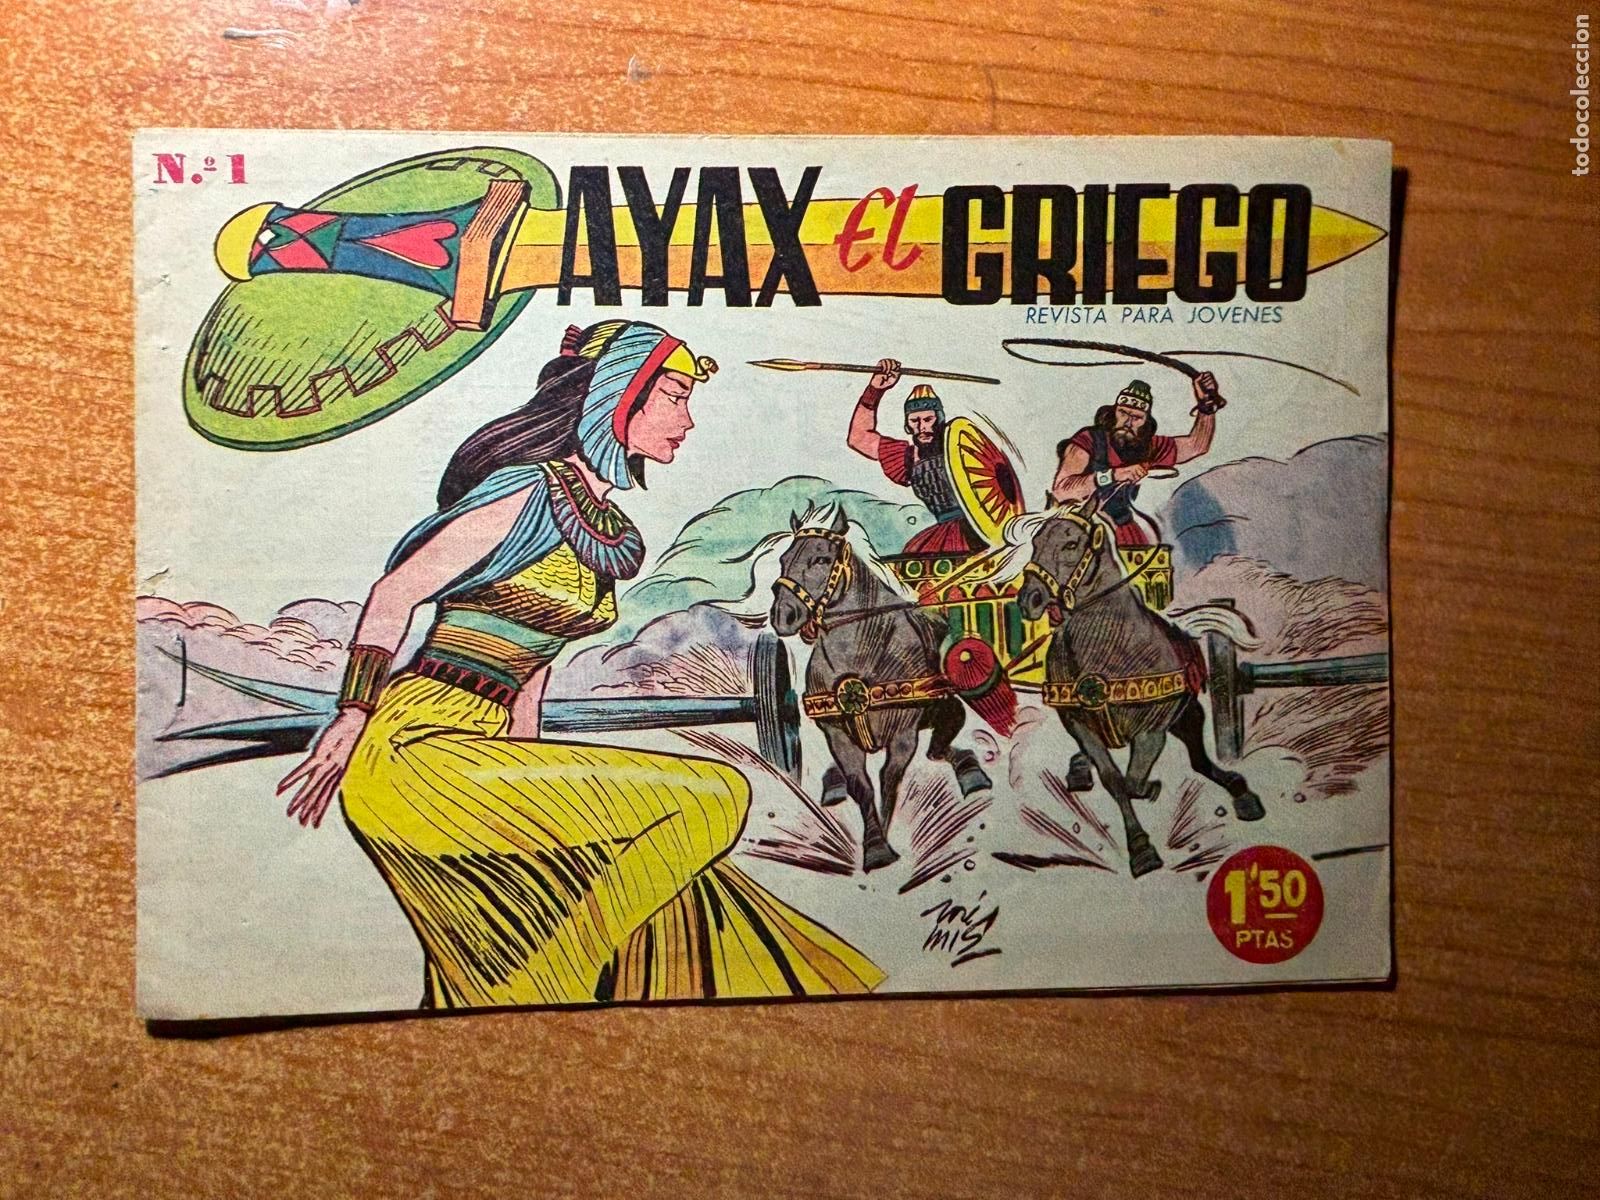 N.º 1
AYAX el GRIEGO
REVISTA PARA JOVENES
1'50
PTAS
todocoleccion